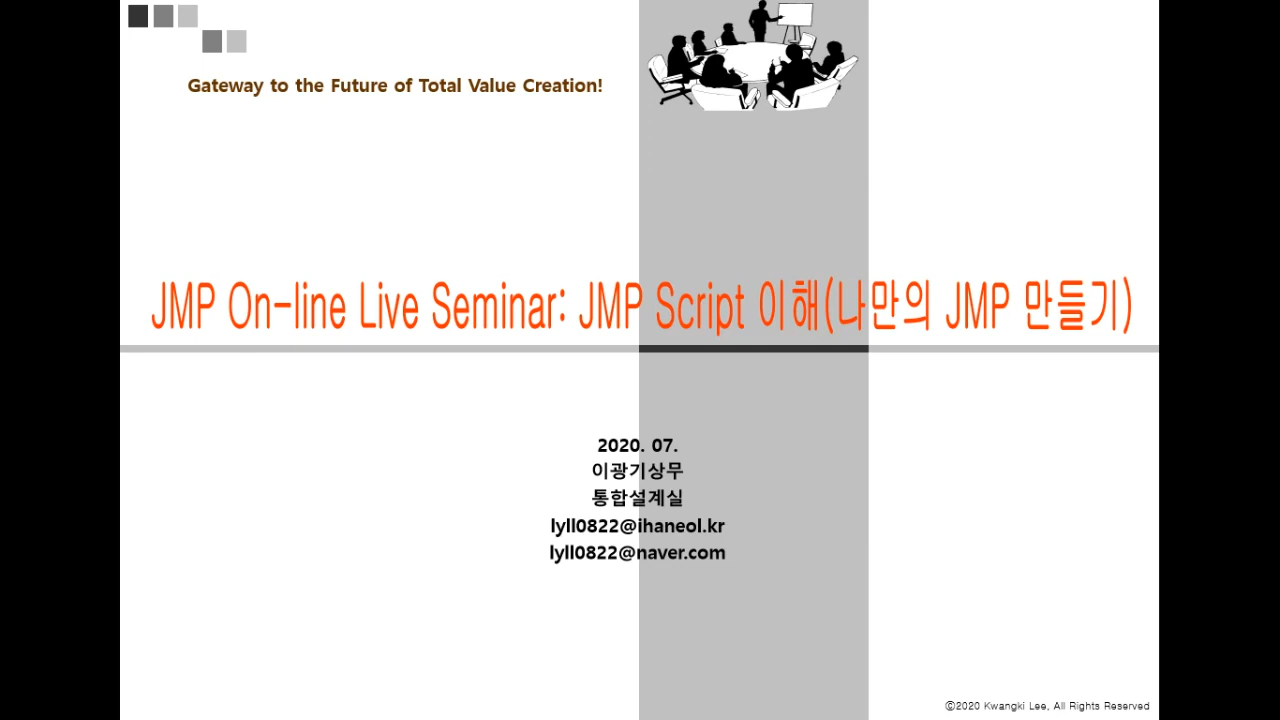 Gateway to the Future of Total Value Creation!
JMP On-line Live Seminar: JMP Script 이해(나만의 JMP 만들기)
2020. 07.
이광기상무
통합설계실
lyll0822@ihaneol.kr
lyll0822@naver.com
©2020 Kwangki Lee, All Rights Reserved